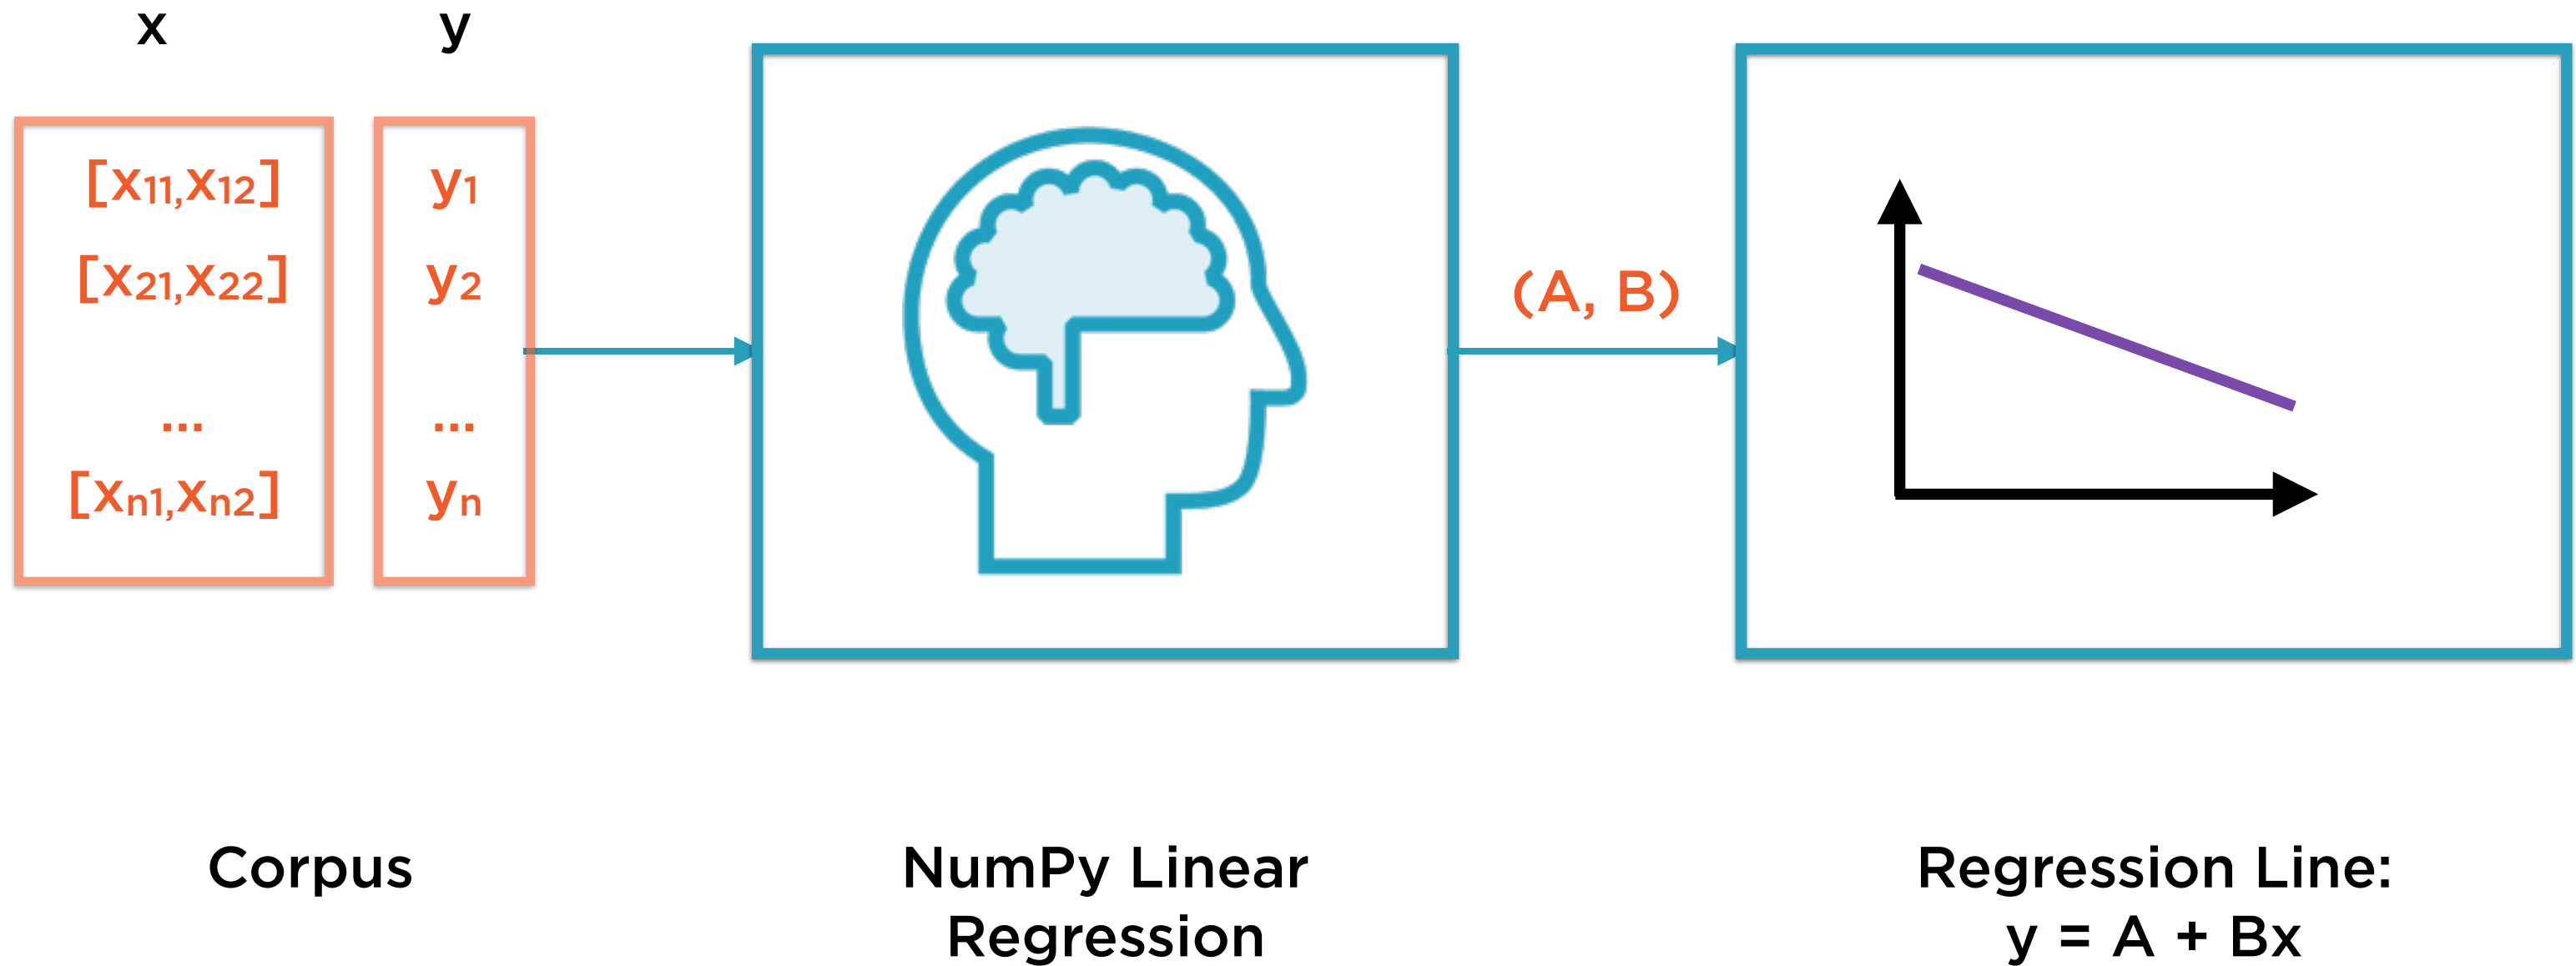 x y
[x11,x12] y1
[x21,x22] y2
... ...
[xn1,xn2] yn
(A, B)
Corpus
NumPy Linear
Regression
Regression Line:
y = A + Bx